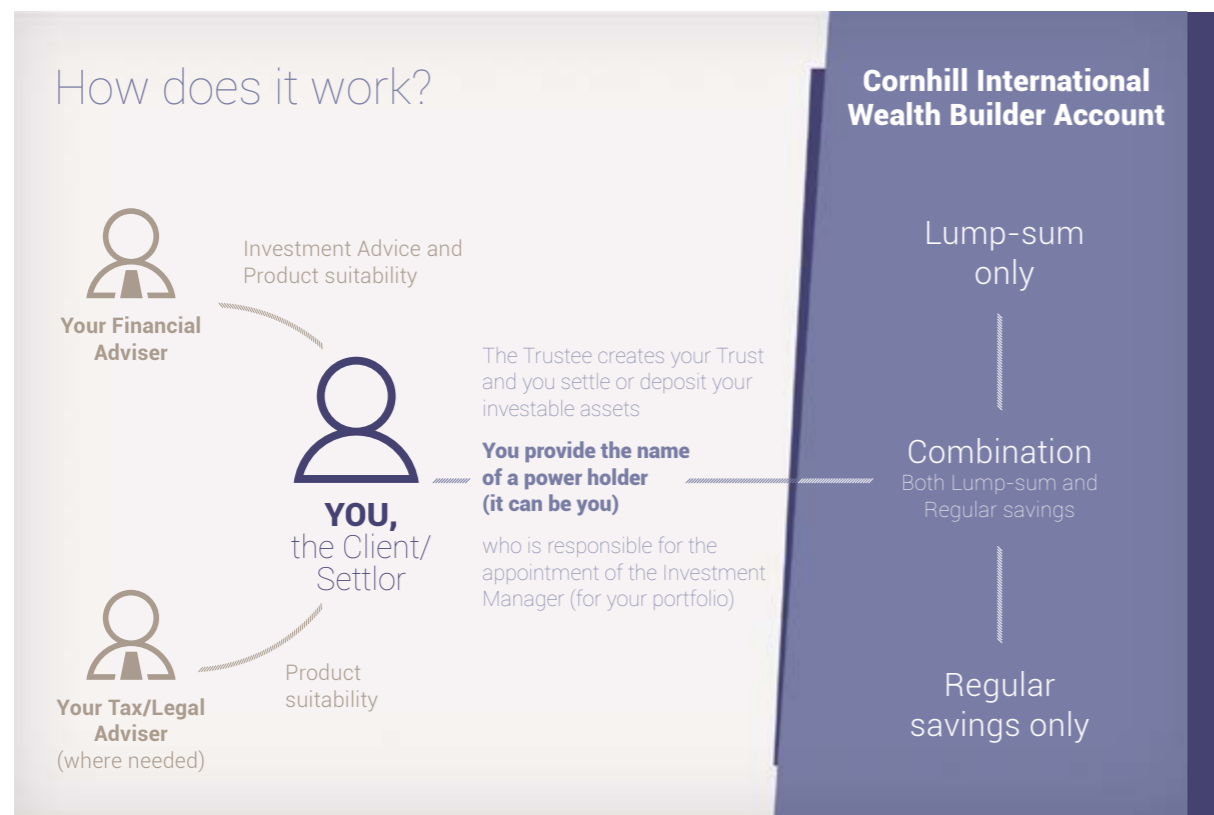 How does it work?
Investment Advice and
Product suitability
Your Financial
Adviser
The Trustee creates your Trust
and you settle or deposit your
investable assets
You provide the name
of a power holder
(it can be you)
who is responsible for the
appointment of the Investment
Manager (for your portfolio)
YOU,
the Client/
Settlor
Product
suitability
Your Tax/Legal
Adviser
(where needed)
Cornhill International
Wealth Builder Account
Lump-sum
only
Combination
Both Lump-sum and
Regular savings
Regular
savings only